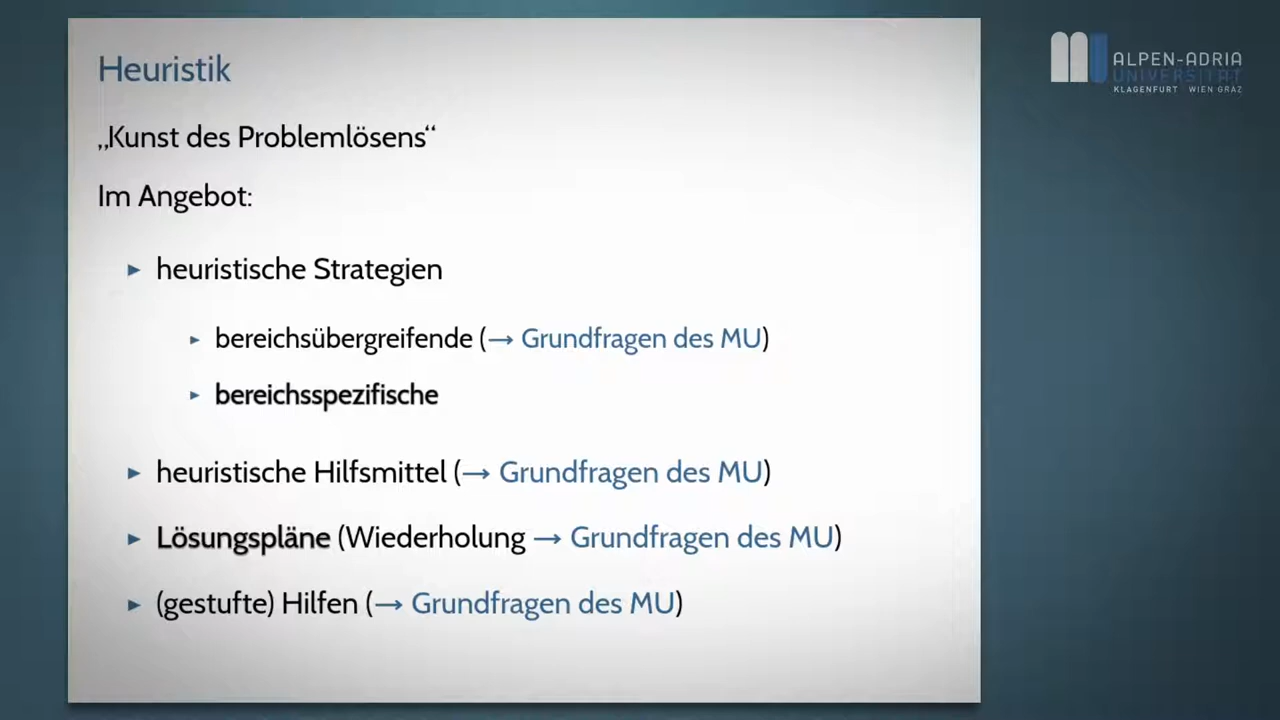 Heuristik
„Kunst des Problemlösens“
Im Angebot:
heuristische Strategien
bereichsübergreifende (→ Grundfragen des MU)
bereichsspezifische
heuristische Hilfsmittel (→ Grundfragen des MU)
Lösungspläne (Wiederholung → Grundfragen des MU)
(gestufte) Hilfen (→ Grundfragen des MU)
ALPEN-ADRIA
UNIVERSITÄT
KLAGENFURT WIEN GRAZ